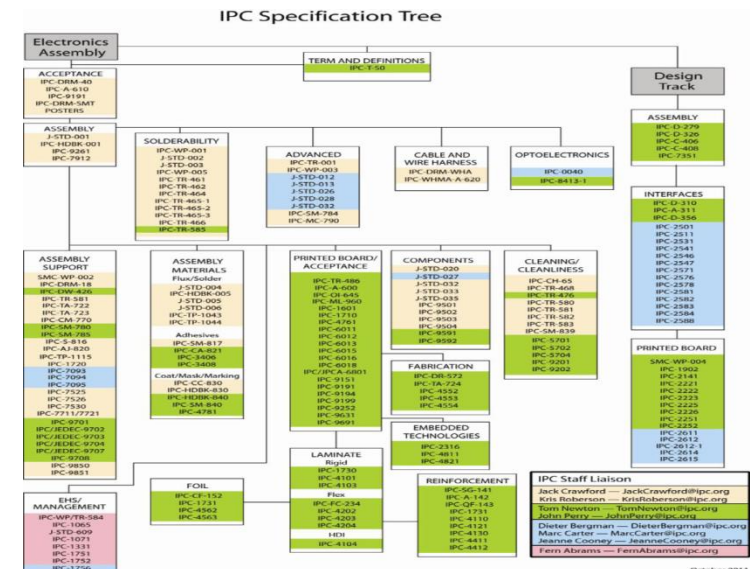 IPC Specification Tree
Electronics
Assembly
TERM AND DEFINITIONS
IPC-T-50
Design
Track
ACCEPTANCE
IPC-DRM-40
IPC-A-610
IPC-9191
IPC-DRM-SMT
POSTERS
ASSEMBLY
J-STD-001
IPC-HDBK-001
IPC-9261
IPC-7912
SOLDERABILITY
IPC-WP-001
J-STD-002
J-STD-003
IPC-WP-005
IPC-TR-461
IPC-TR-462
IPC-TR-464
IPC-TR-465-1
IPC-TR-465-2
IPC-TR-465-3
IPC-TR-466
IPC-TR-585
ADVANCED
IPC-TR-001
IPC-WP-003
J-STD-012
J-STD-013
J-STD-026
J-STD-028
J-STD-032
IPC-SM-784
IPC-MC-790
CABLE AND
WIRE HARNESS
IPC-DRM-WHA
IPC-WHMA-A-620
OPTOELECTRONICS
IPC-0040
IPC-8413-1
ASSEMBLY
IPC-D-279
IPC-D-326
IPC-C-406
IPC-C-408
IPC-7351
INTERFACES
IPC-D-310
IPC-A-311
IPC-D-356
IPC-2501
IPC-2511
IPC-2531
IPC-2541
IPC-2546
IPC-2547
IPC-2571
IPC-2576
IPC-2578
IPC-2581
IPC-2582
IPC-2583
IPC-2584
IPC-2588
PRINTED BOARD
SMC-WP-004
IPC-1902
IPC-2141
IPC-2221
IPC-2222
IPC-2223
IPC-2225
IPC-2226
IPC-2251
IPC-2252
IPC-2611
IPC-2612
IPC-2612-1
IPC-2614
IPC-2615
ASSEMBLY
SUPPORT
SMC-WP-002
IPC-DRM-18
IPC-DW-426
IPC-TR-581
IPC-TA-722
IPC-TA-723
IPC-CM-770
IPC-SM-780
IPC-SM-785
IPC-S-816
IPC-AJ-820
IPC-TP-1115
IPC-1720
IPC-7093
IPC-7094
IPC-7095
IPC-7525
IPC-7526
IPC-7530
IPC-7711/7721
IPC-9701
IPC/JEDEC-9702
IPC/JEDEC-9703
IPC/JEDEC-9704
IPC/JEDEC-9707
IPC-9708
IPC-9850
IPC-9851
ASSEMBLY
MATERIALS
Flux/Solder
J-STD-004
IPC-HDBK-005
J-STD-005
J-STD-006
IPC-TP-1043
IPC-TP-1044
Adhesives
IPC-SM-817
IPC-CA-821
IPC-3406
IPC-3408
Coat/Mask/Marking
IPC-CC-830
IPC-HDBK-830
IPC-HDBK-840
IPC-SM-840
IPC-4781
PRINTED BOARD/
ACCEPTANCE
IPC-TR-486
IPC-A-600
IPC-OI-645
IPC-ML-960
IPC-1601
IPC-1710
IPC-4761
IPC-6011
IPC-6012
IPC-6013
IPC-6015
IPC-6016
IPC-6018
IPC/JPCA-6801
IPC-9151
IPC-9191
IPC-9194
IPC-9199
IPC-9252
IPC-9631
IPC-9691
COMPONENTS
J-STD-020
J-STD-027
J-STD-032
J-STD-033
J-STD-035
IPC-9501
IPC-9502
IPC-9503
IPC-9504
IPC-9591
IPC-9592
CLEANING/
CLEANLINESS
IPC-CH-65
IPC-TR-468
IPC-TR-476
IPC-TR-580
IPC-TR-581
IPC-TR-582
IPC-TR-583
IPC-SM-839
IPC-5701
IPC-5702
IPC-5704
IPC-9201
IPC-9202
FABRICATION
IPC-DR-572
IPC-TA-724
IPC-4552
IPC-4553
IPC-4554
EMBEDDED
TECHNOLOGIES
IPC-2316
IPC-4811
IPC-4821
LAMINATE
Rigid
IPC-1730
IPC-4101
IPC-4103
Flex
IPC-FC-234
IPC-4202
IPC-4203
IPC-4204
HDI
IPC-4104
FOIL
IPC-CF-152
IPC-1731
IPC-4562
IPC-4563
REINFORCEMENT
IPC-SG-141
IPC-A-142
IPC-QF-143
IPC-1731
IPC-4110
IPC-4121
IPC-4130
IPC-4411
IPC-4412
EHS/
MANAGEMENT
IPC-WP/TR-584
IPC-1065
J-STD-609
IPC-1071
IPC-1331
IPC-1751
IPC-1752
IPC-1756
IPC Staff Liaison
Jack Crawford — JackCrawford@ipc.org
Kris Roberson — KrisRoberson@ipc.org
Tom Newton — TomNewton@ipc.org
John Perry — JohnPerry@ipc.org
Dieter Bergman — DieterBergman@ipc.org
Marc Carter — MarcCarter@ipc.org
Jeanne Cooney — JeanneCooney@ipc.org
Fern Abrams — FernAbrams@ipc.org